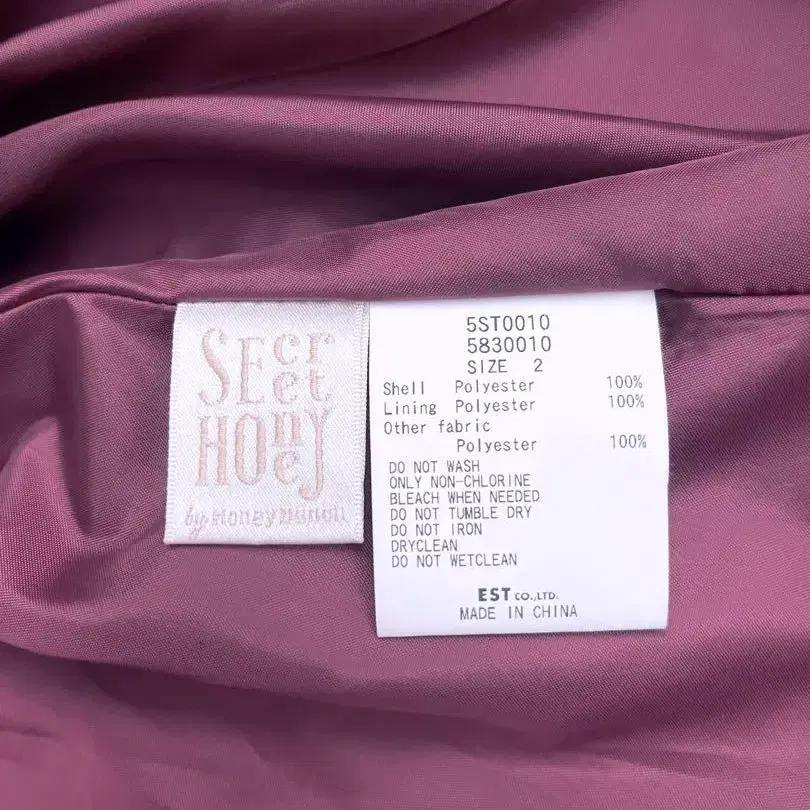 SEcret
HOneY
by HoneyBunch
5ST0010
5830010
SIZE 2
Shell Polyester 100%
Lining Polyester 100%
Other fabric
Polyester 100%
DO NOT WASH
ONLY NON-CHLORINE
BLEACH WHEN NEEDED
DO NOT TUMBLE DRY
DO NOT IRON
DRYCLEAN
DO NOT WETCLEAN
EST CO.,LTD.
MADE IN CHINA